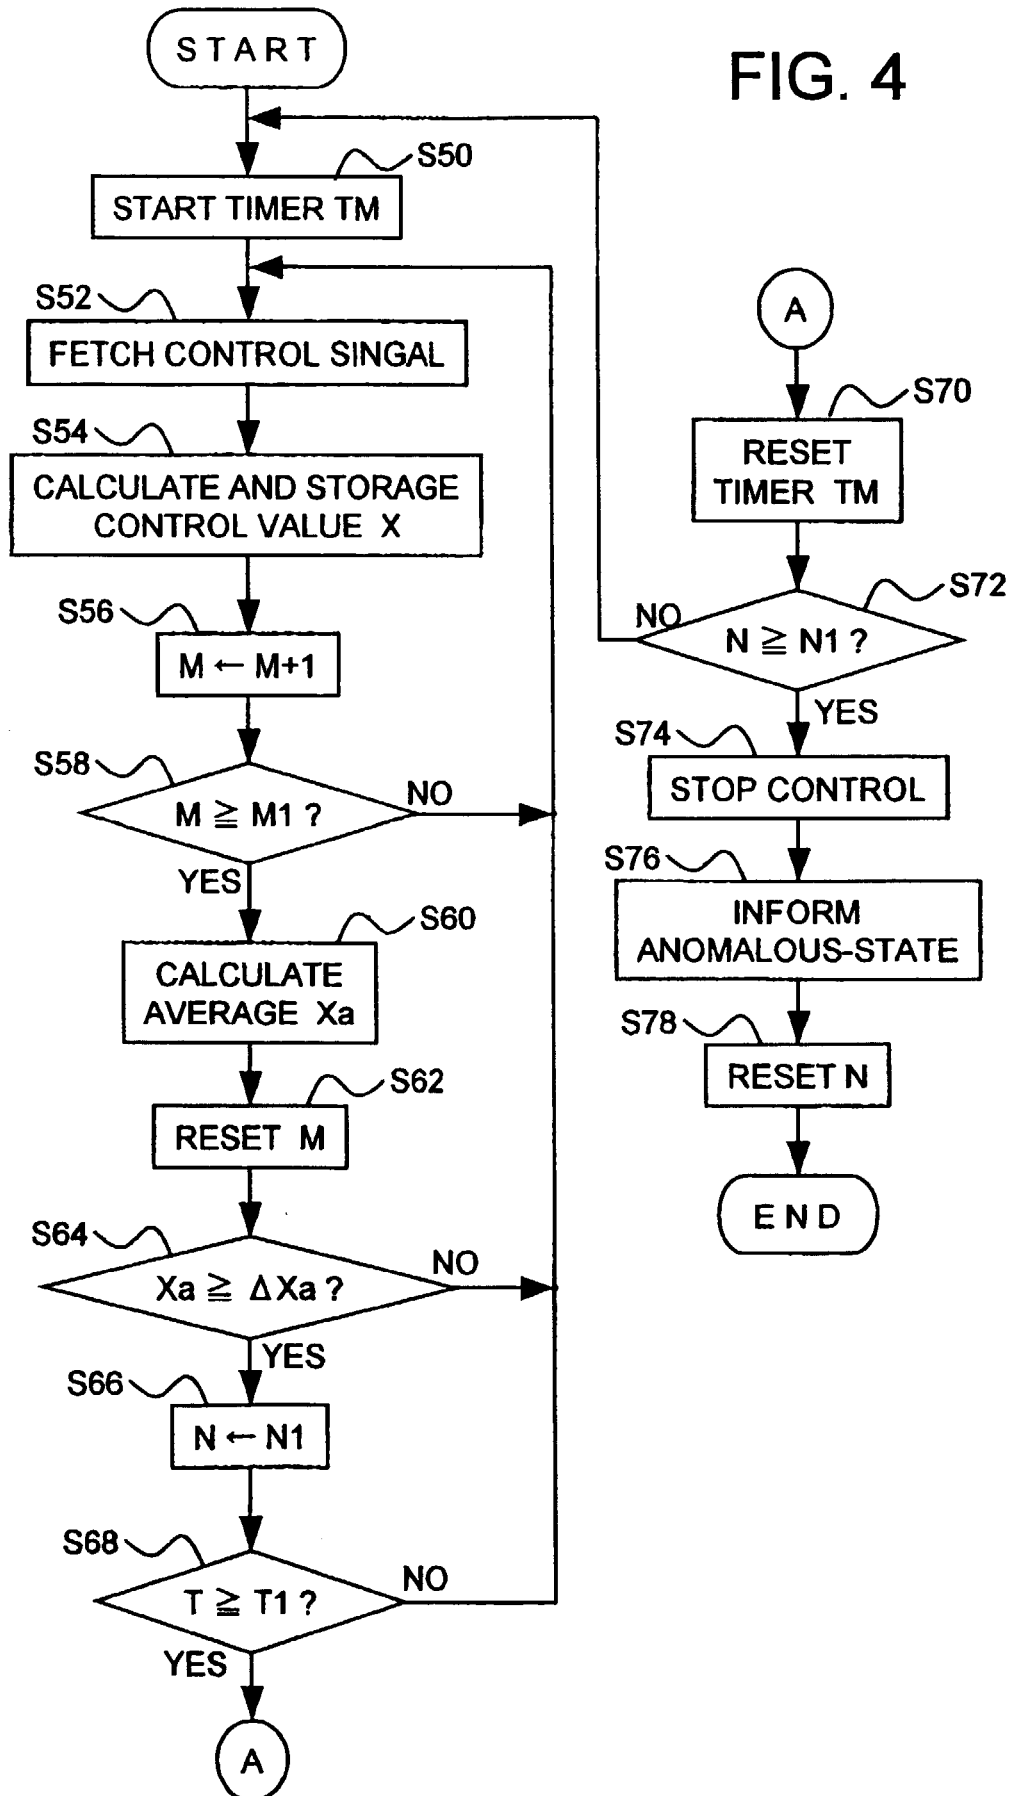 START
FIG. 4
S50
START TIMER TM
S52
FETCH CONTROL SINGAL
S54
CALCULATE AND STORAGE
CONTROL VALUE X
S56
M ← M+1
S58
M ≧ M1 ?
NO
YES
S60
CALCULATE
AVERAGE Xa
S62
RESET M
S64
Xa ≧ ΔXa ?
NO
YES
S66
N ← N1
S68
T ≧ T1 ?
NO
YES
A
A
S70
RESET
TIMER TM
S72
N ≧ N1 ?
NO
YES
S74
STOP CONTROL
S76
INFORM
ANOMALOUS-STATE
S78
RESET N
END